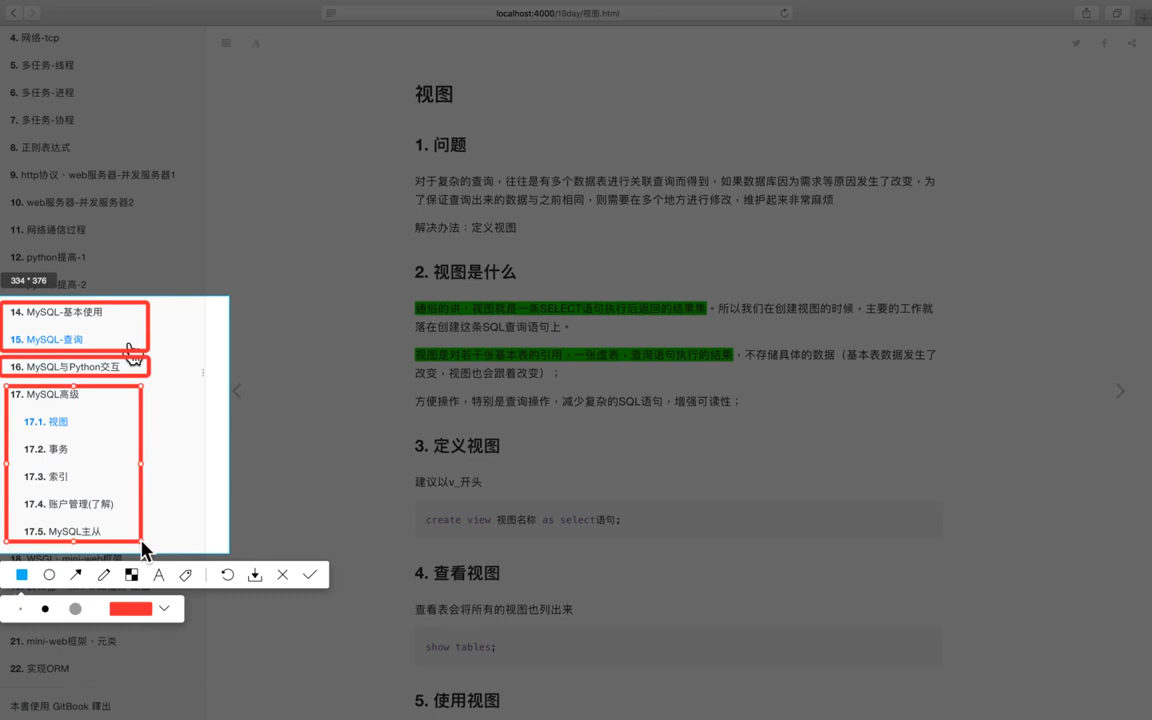 localhost:4000/19day/视图.html
4. 网络-tcp
5. 多任务-线程
6. 多任务-进程
7. 多任务-协程
8. 正则表达式
9. http协议、web服务器-并发服务器1
10. web服务器-并发服务器2
11. 网络通信过程
12. python提高-1
334 * 376
提高-2
14. MySQL-基本使用
15. MySQL-查询
16. MySQL与Python交互
17. MySQL高级
17.1. 视图
17.2. 事务
17.3. 索引
17.4. 账户管理(了解)
17.5. MySQL主从
18. WSGI、mini-web框架
21. mini-web框架、元类
22. 实现ORM
本書使用 GitBook 釋出
A
视图
1. 问题
对于复杂的查询，往往是有多个数据表进行关联查询而得到，如果数据库因为需求等原因发生了改变，为
了保证查询出来的数据与之前相同，则需要在多个地方进行修改，维护起来非常麻烦
解决办法：定义视图
2. 视图是什么
通俗的讲，视图就是一条SELECT语句执行后返回的结果集。所以我们在创建视图的时候，主要的工作就
落在创建这条SQL查询语句上。
视图是对若干张基本表的引用，一张虚表，查询语句执行的结果，不存储具体的数据（基本表数据发生了
改变，视图也会跟着改变）；
方便操作，特别是查询操作，减少复杂的SQL语句，增强可读性；
3. 定义视图
建议以v_开头
create view 视图名称 as select语句;
4. 查看视图
查看表会将所有的视图也列出来
show tables;
5. 使用视图